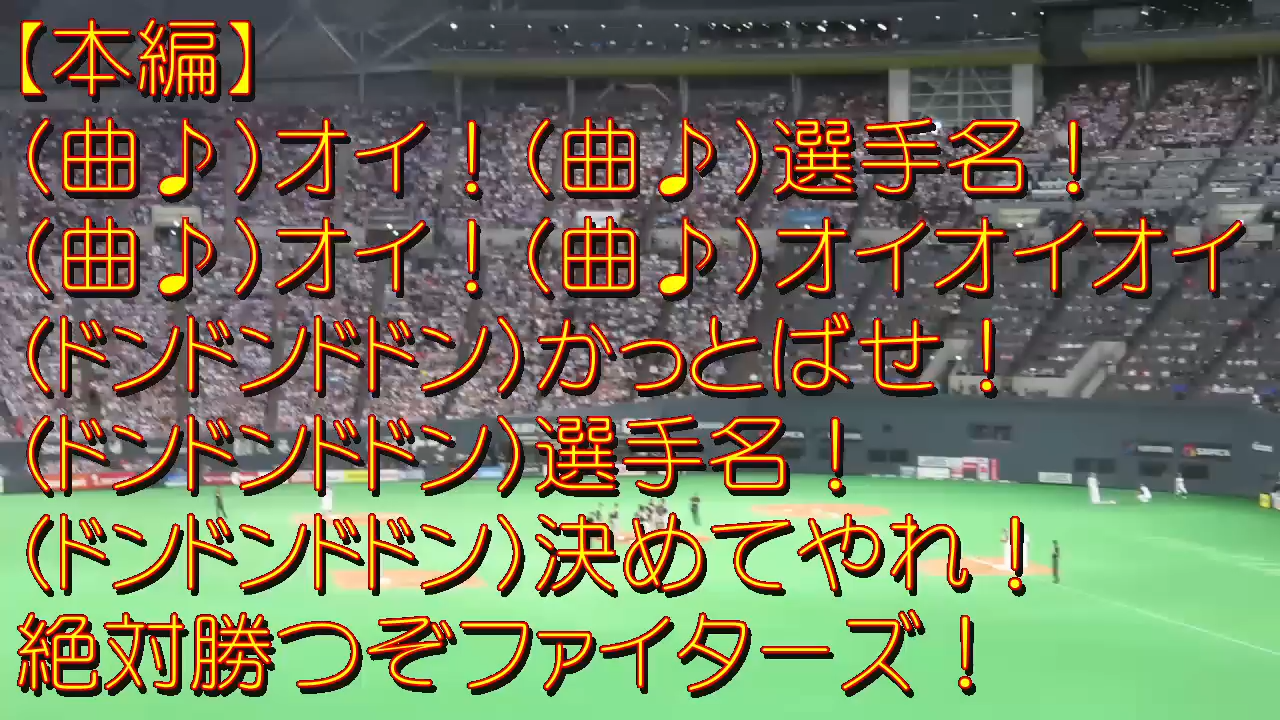 【本編】
(曲♪)オイ！(曲♪)選手名！
(曲♪)オイ！(曲♪)オイオイオイ
(ドンドンドドン)かっとばせ！
(ドンドンドドン)選手名！
(ドンドンドドン)決めてやれ！
絶対勝つぞファイターズ！